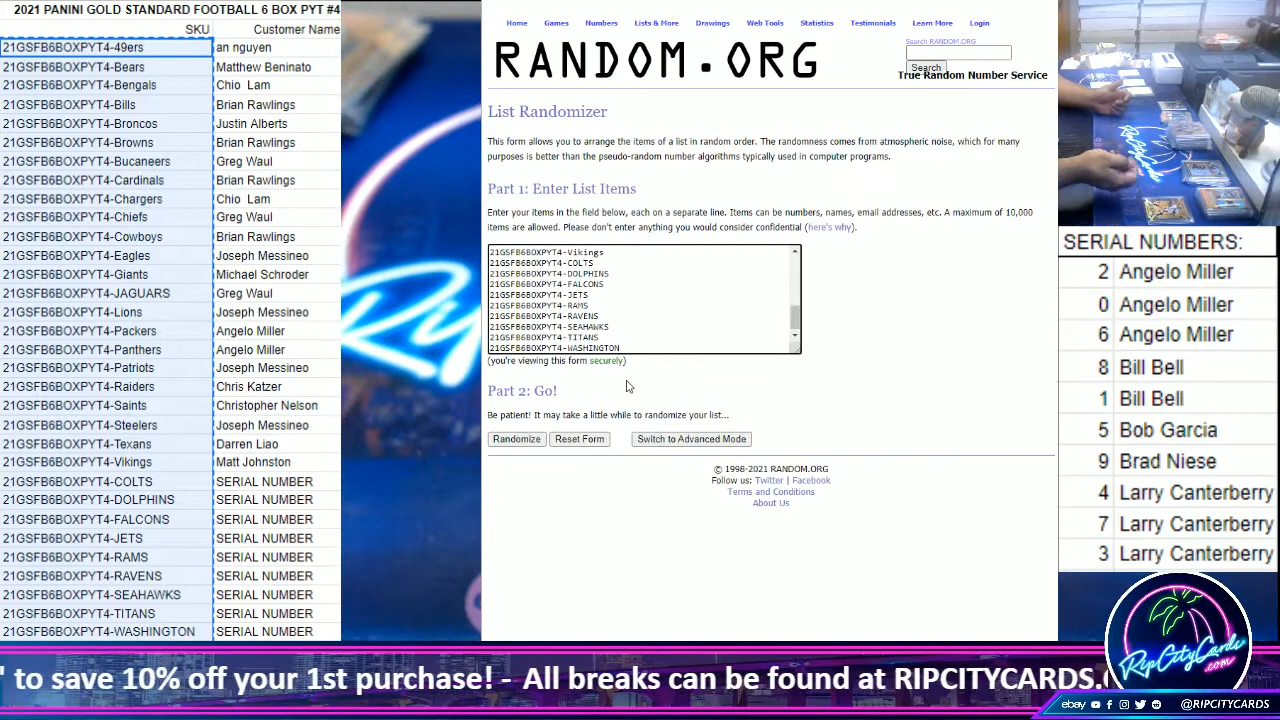 2021 PANINI GOLD STANDARD FOOTBALL 6 BOX PYT #4
SKU Customer Name
21GSFB6BOXPYT4-49ers an nguyen
21GSFB6BOXPYT4-Bears Matthew Beninato
21GSFB6BOXPYT4-Bengals Chio Lam
21GSFB6BOXPYT4-Bills Brian Rawlings
21GSFB6BOXPYT4-Broncos Justin Alberts
21GSFB6BOXPYT4-Browns Brian Rawlings
21GSFB6BOXPYT4-Bucaneers Greg Waul
21GSFB6BOXPYT4-Cardinals Brian Rawlings
21GSFB6BOXPYT4-Chargers Chio Lam
21GSFB6BOXPYT4-Chiefs Greg Waul
21GSFB6BOXPYT4-Cowboys Brian Rawlings
21GSFB6BOXPYT4-Eagles Joseph Messineo
21GSFB6BOXPYT4-Giants Michael Schroder
21GSFB6BOXPYT4-JAGUARS Greg Waul
21GSFB6BOXPYT4-Lions Joseph Messineo
21GSFB6BOXPYT4-Packers Angelo Miller
21GSFB6BOXPYT4-Panthers Angelo Miller
21GSFB6BOXPYT4-Patriots Michael Schroder
21GSFB6BOXPYT4-Raiders Chris Katzer
21GSFB6BOXPYT4-Saints Christopher Nelson
21GSFB6BOXPYT4-Steelers Joseph Messineo
21GSFB6BOXPYT4-Texans Darren Liao
21GSFB6BOXPYT4-Vikings Matt Johnston
21GSFB6BOXPYT4-COLTS SERIAL NUMBER
21GSFB6BOXPYT4-DOLPHINS SERIAL NUMBER
21GSFB6BOXPYT4-FALCONS SERIAL NUMBER
21GSFB6BOXPYT4-JETS SERIAL NUMBER
21GSFB6BOXPYT4-RAMS SERIAL NUMBER
21GSFB6BOXPYT4-RAVENS SERIAL NUMBER
21GSFB6BOXPYT4-SEAHAWKS SERIAL NUMBER
21GSFB6BOXPYT4-TITANS SERIAL NUMBER
21GSFB6BOXPYT4-WASHINGTON SERIAL NUMBER
Home Games Numbers Lists & More Drawings Web Tools Statistics Testimonials Learn More Login
RANDOM.ORG
Search RANDOM.ORG
Search
True Random Number Service
List Randomizer
This form allows you to arrange the items of a list in random order. The randomness comes from atmospheric noise, which for many
purposes is better than the pseudo-random number algorithms typically used in computer programs.
Part 1: Enter List Items
Enter your items in the field below, each on a separate line. Items can be numbers, names, email addresses, etc. A maximum of 10,000
items are allowed. Please don't enter anything you would consider confidential (here's why).
21GSFB6BOXPYT4-Vikings
21GSFB6BOXPYT4-COLTS
21GSFB6BOXPYT4-DOLPHINS
21GSFB6BOXPYT4-FALCONS
21GSFB6BOXPYT4-JETS
21GSFB6BOXPYT4-RAMS
21GSFB6BOXPYT4-RAVENS
21GSFB6BOXPYT4-SEAHAWKS
21GSFB6BOXPYT4-TITANS
21GSFB6BOXPYT4-WASHINGTON
(you're viewing this form securely)
Part 2: Go!
Be patient! It may take a little while to randomize your list...
Randomize Reset Form Switch to Advanced Mode
© 1998-2021 RANDOM.ORG
Follow us: Twitter | Facebook
Terms and Conditions
About Us
SERIAL NUMBERS:
2 Angelo Miller
0 Angelo Miller
6 Angelo Miller
8 Bill Bell
1 Bill Bell
5 Bob Garcia
9 Brad Niese
4 Larry Canterberry
7 Larry Canterberry
3 Larry Canterberry
RipCityCards
.com
' to save 10% off your 1st purchase! - All breaks can be found at RIPCITYCARDS.
ebay @RIPCITYCARDS